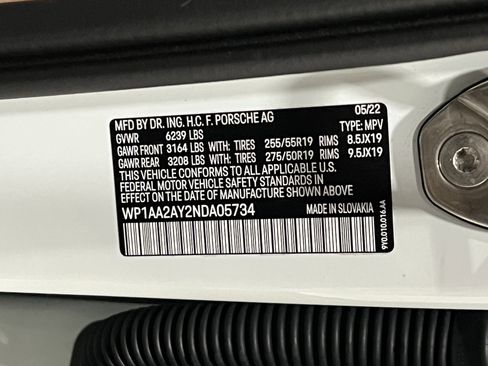 MFD BY DR. ING. H.C. F. PORSCHE AG 05/22
GVWR 6239 LBS TYPE: MPV
GAWR FRONT 3164 LBS WITH: TIRES 255/55R19 RIMS 8.5JX19
GAWR REAR 3208 LBS WITH: TIRES 275/50R19 RIMS 9.5JX19
THIS VEHICLE CONFORMS TO ALL APPLICABLE U.S.
FEDERAL MOTOR VEHICLE SAFETY STANDARDS IN
EFFECT ON THE DATE OF MANUFACTURE SHOWN ABOVE
WP1AA2AY2NDA05734 MADE IN SLOVAKIA
9Y0.010.016.AA